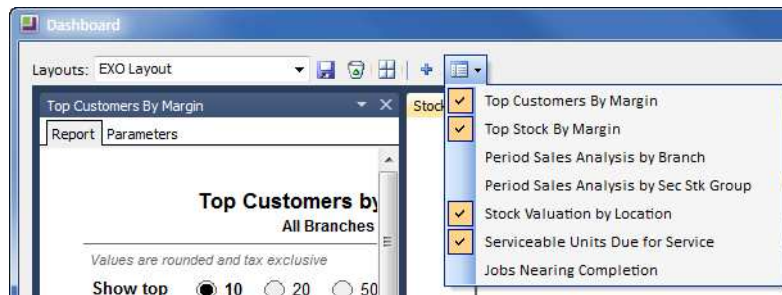 Dashboard
Layouts: EXO Layout
Top Customers By Margin
Report Parameters
Top Customers by
All Branches
Values are rounded and tax exclusive
Show top 10 20 50
Stock
Top Customers By Margin
Top Stock By Margin
Period Sales Analysis by Branch
Period Sales Analysis by Sec Stk Group
Stock Valuation by Location
Serviceable Units Due for Service
Jobs Nearing Completion